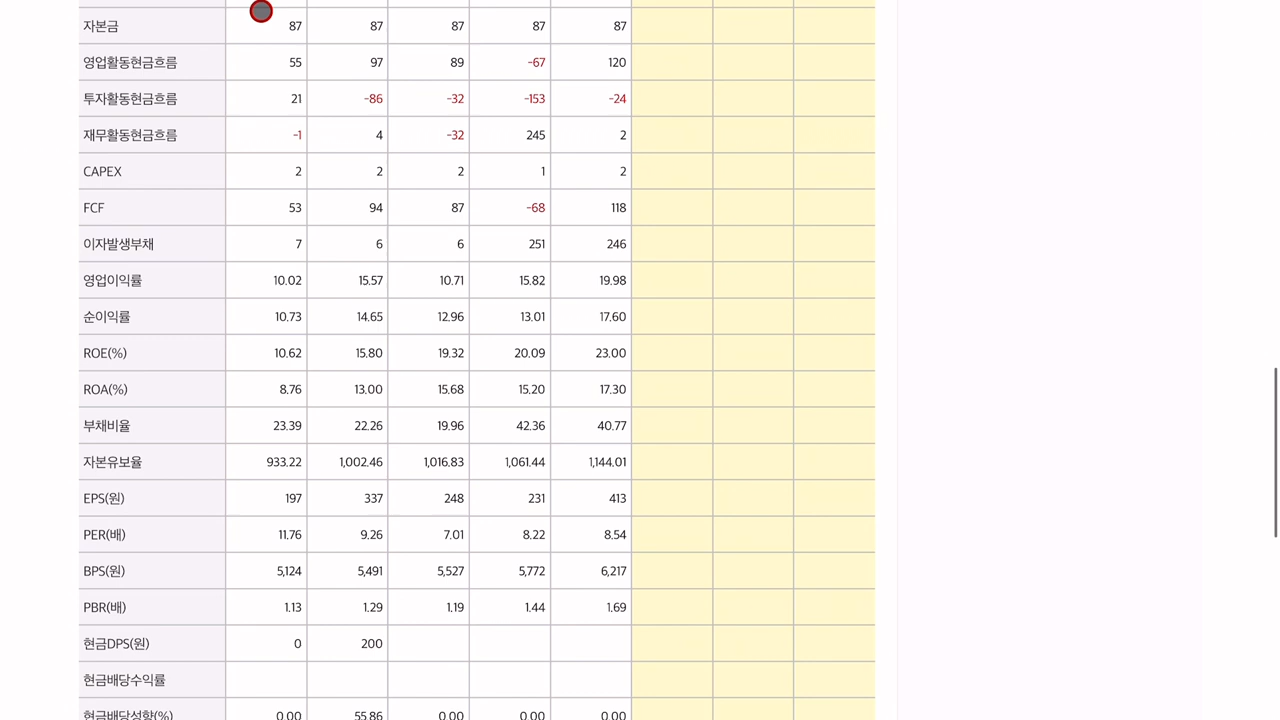 자본금 87 87 87 87 87
영업활동현금흐름 55 97 89 -67 120
투자활동현금흐름 21 -86 -32 -153 -24
재무활동현금흐름 -1 4 -32 245 2
CAPEX 2 2 2 1 2
FCF 53 94 87 -68 118
이자발생부채 7 6 6 251 246
영업이익률 10.02 15.57 10.71 15.82 19.98
순이익률 10.73 14.65 12.96 13.01 17.60
ROE(%) 10.62 15.80 19.32 20.09 23.00
ROA(%) 8.76 13.00 15.68 15.20 17.30
부채비율 23.39 22.26 19.96 42.36 40.77
자본유보율 933.22 1,002.46 1,016.83 1,061.44 1,144.01
EPS(원) 197 337 248 231 413
PER(배) 11.76 9.26 7.01 8.22 8.54
BPS(원) 5,124 5,491 5,527 5,772 6,217
PBR(배) 1.13 1.29 1.19 1.44 1.69
현금DPS(원) 0 200
현금배당수익률
현금배당성향(%) 0.00 55.86 0.00 0.00 0.00